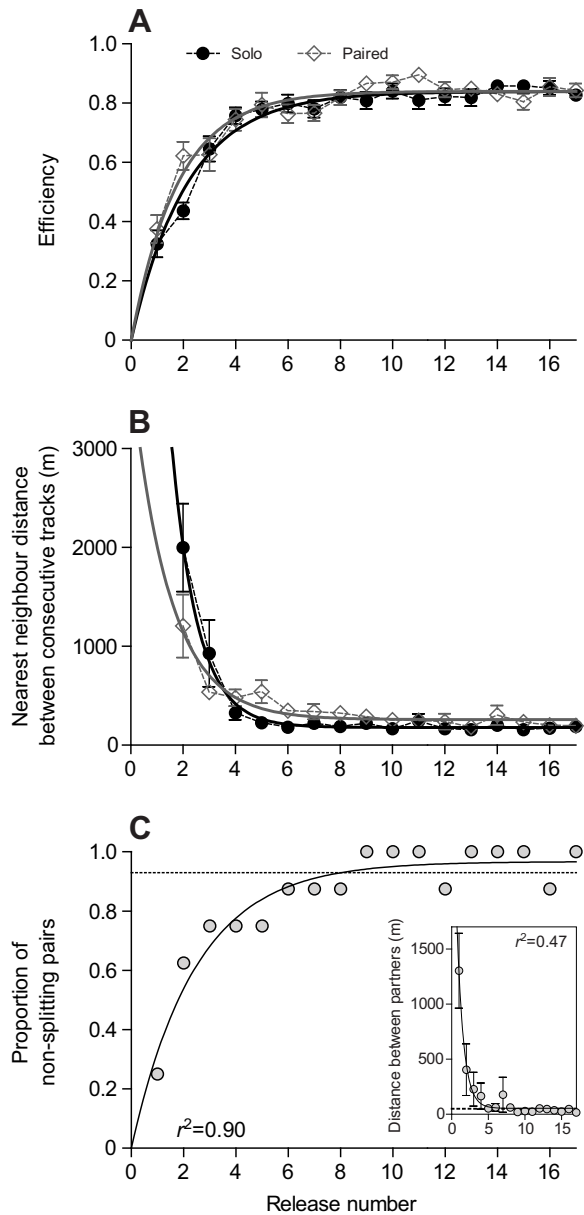 A
Solo
Paired
1.0
0.8
0.6
0.4
0.2
0
Efficiency
0 2 4 6 8 10 12 14 16
B
3000
2000
1000
0
Nearest neighbour distance
between consecutive tracks (m)
0 2 4 6 8 10 12 14 16
C
1.0
0.8
0.6
0.4
0.2
0.0
Proportion of
non-splitting pairs
r²=0.90
r²=0.47
1500
1000
500
0
Distance between partners (m)
0 5 10 15
0 2 4 6 8 10 12 14 16
Release number